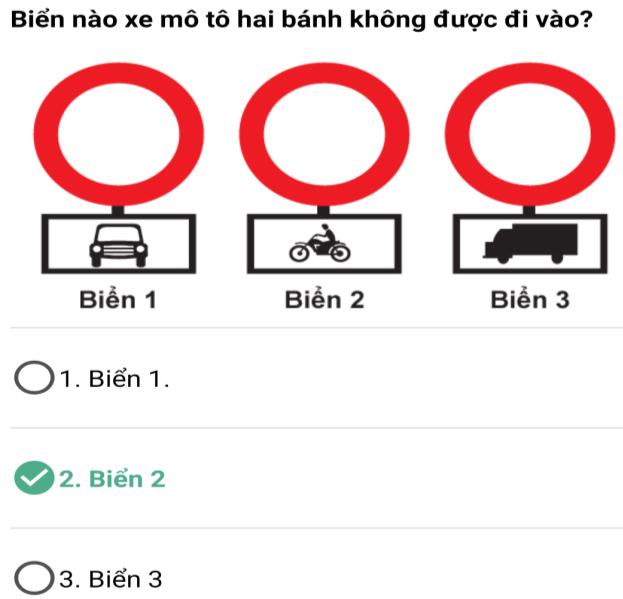 Biển nào xe mô tô hai bánh không được đi vào?
Biển 1
Biển 2
Biển 3
1. Biển 1.
2. Biển 2
3. Biển 3